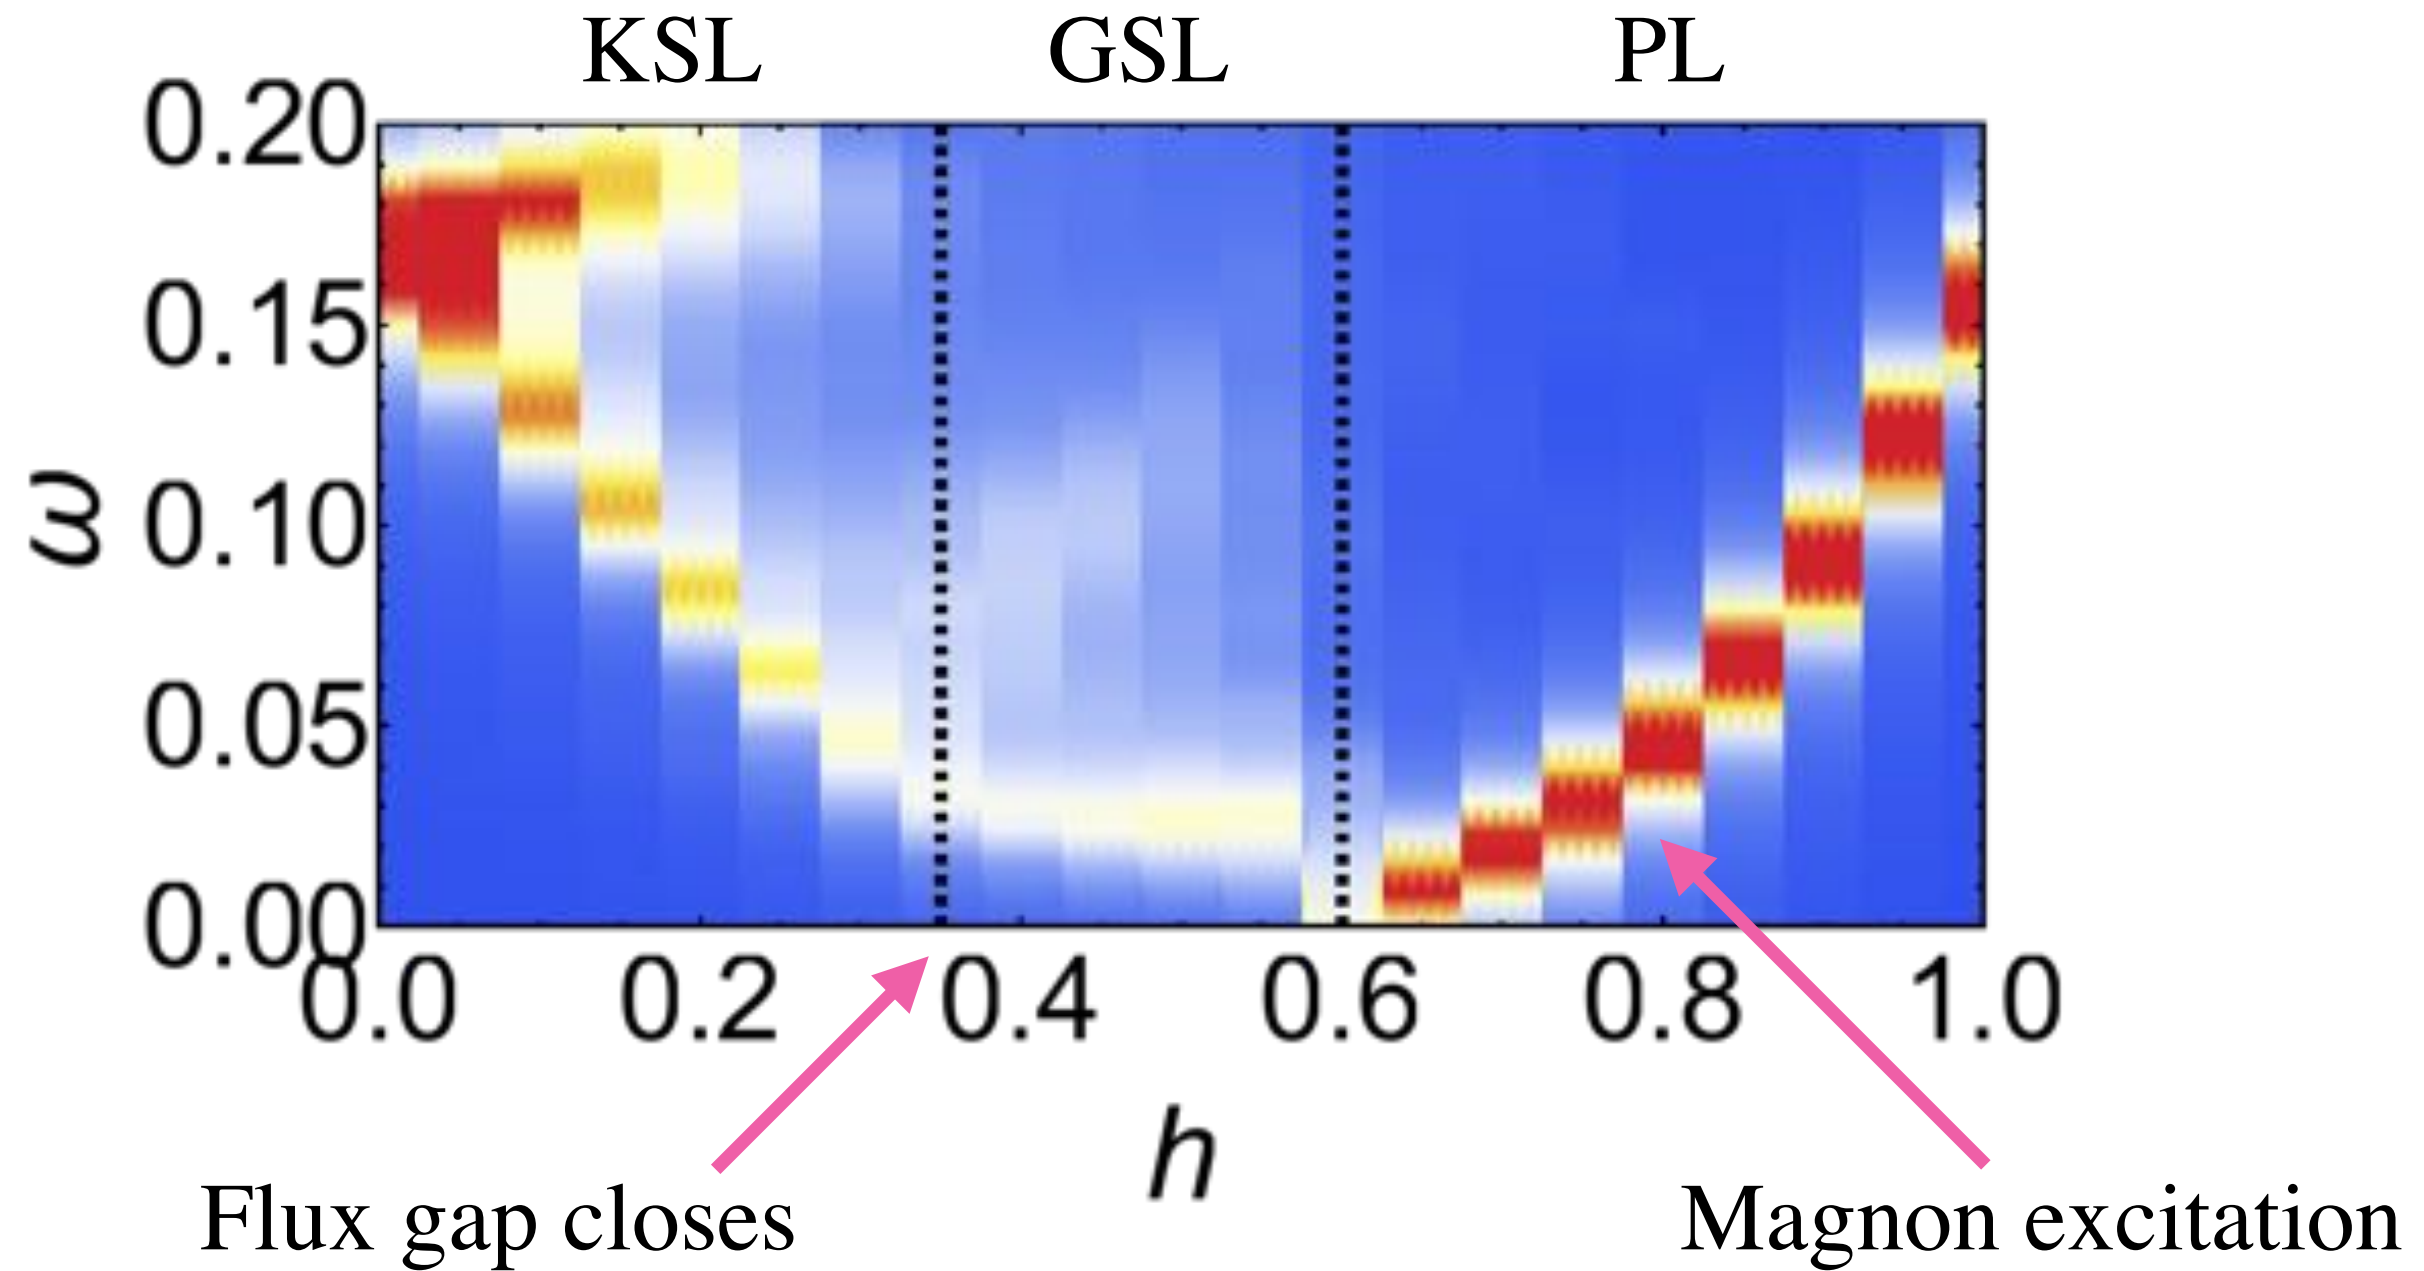 KSL GSL PL
0.20
0.15
0.10
0.05
0.00
ω
0.0 0.2 0.4 0.6 0.8 1.0
h
Flux gap closes
Magnon excitation